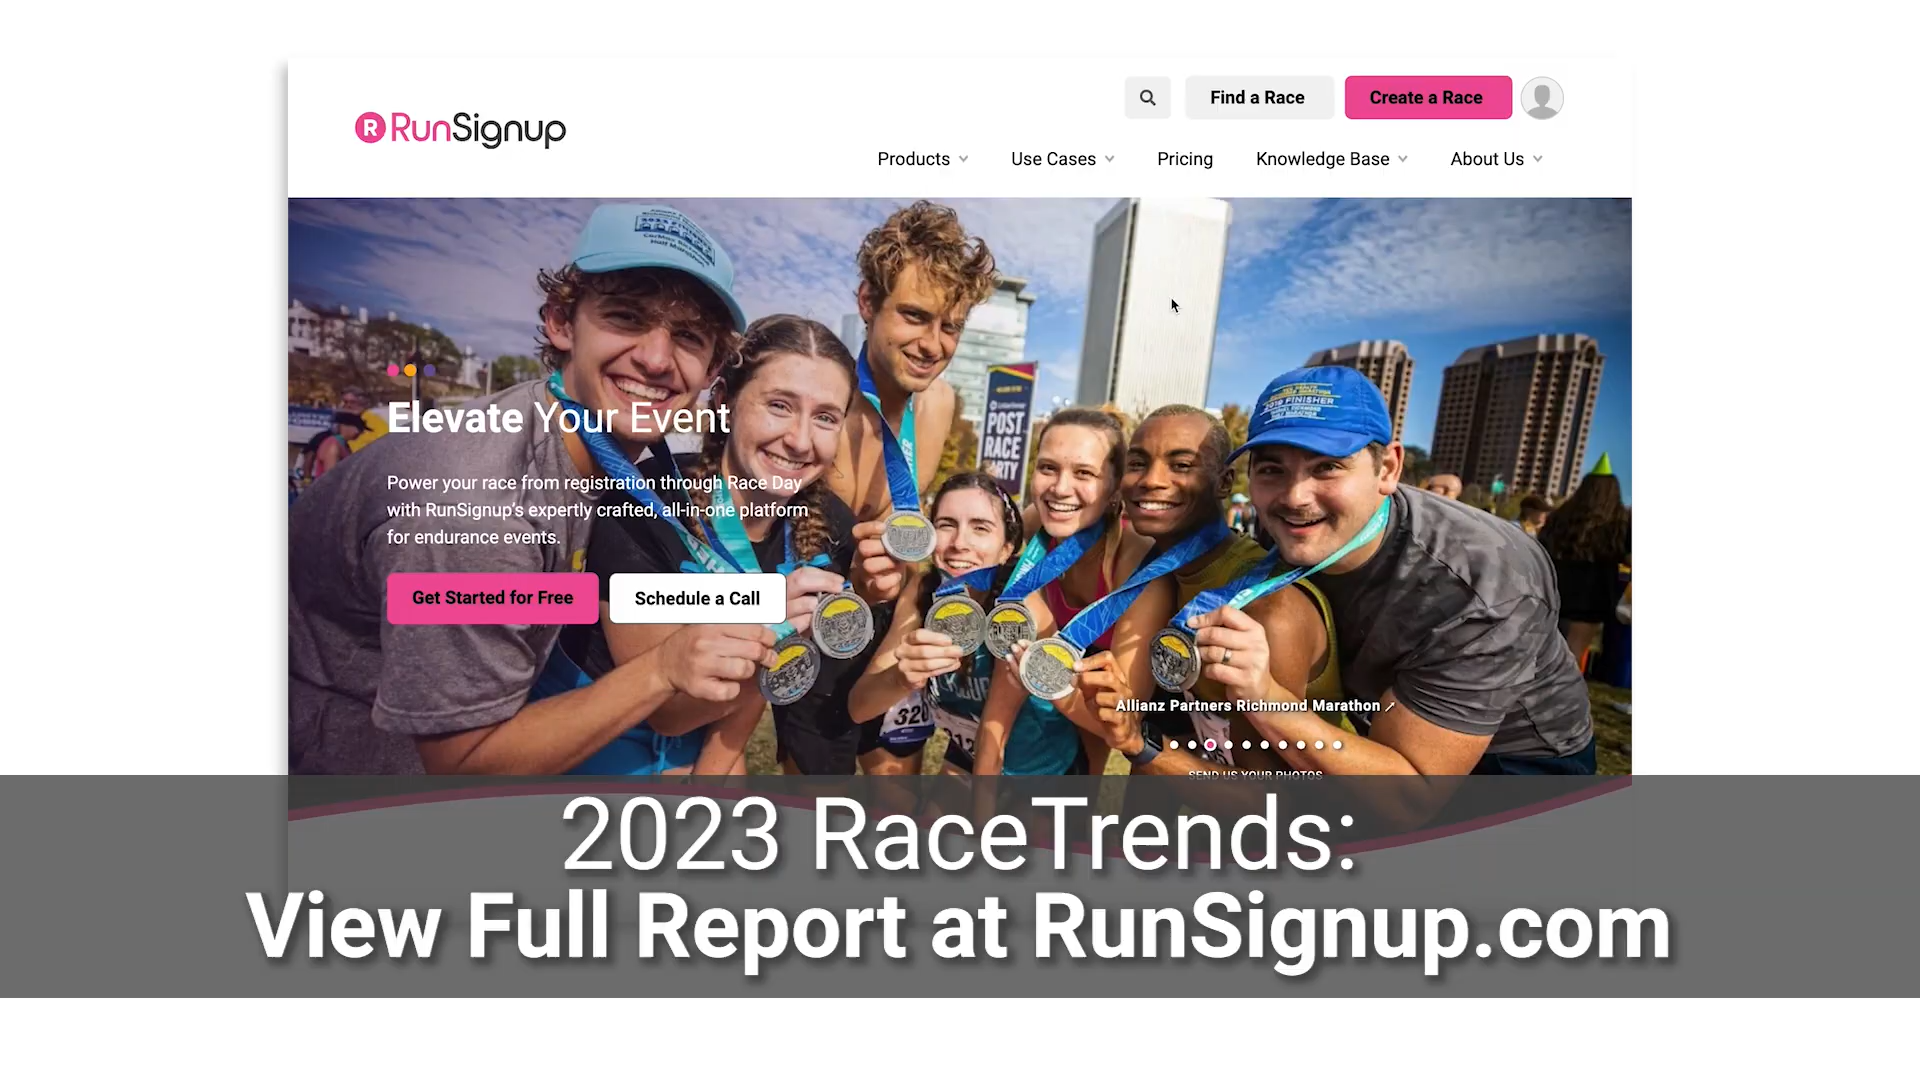 RunSignup
Find a Race
Create a Race
Products
Use Cases
Pricing
Knowledge Base
About Us
2019 FINISHER
POST
RACE
Elevate Your Event
Power your race from registration through Race Day
with RunSignup's expertly crafted, all-in-one platform
for endurance events.
Get Started for Free
Schedule a Call
Allianz Partners Richmond Marathon
SEND US YOUR PHOTOS
2023 RaceTrends:
View Full Report at RunSignup.com